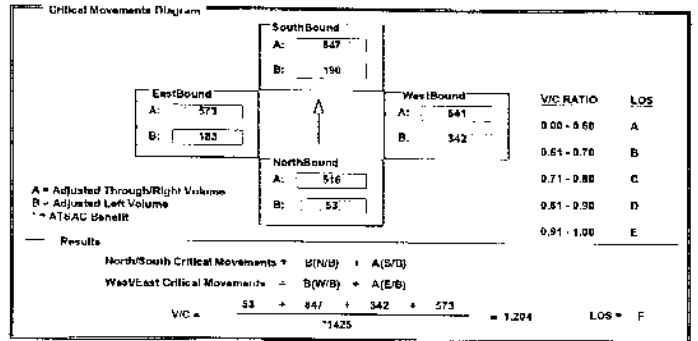 Critical Movements Diagram
SouthBound
A: 847
B: 190
EastBound
A: 573
B: 183
WestBound
A: 541
B: 342
NorthBound
A: 516
B: 53
V/C RATIO LOS
0.00 - 0.60 A
0.61 - 0.70 B
0.71 - 0.80 C
0.81 - 0.90 D
0.91 - 1.00 E
A = Adjusted Through/Right Volume
B = Adjusted Left Volume
* = ATSAC Benefit
Results
North/South Critical Movements = B(N/B) + A(S/B)
West/East Critical Movements = B(W/B) + A(E/B)
V/C = 53 + 847 + 342 + 573 = 1.204 LOS = F
*1425